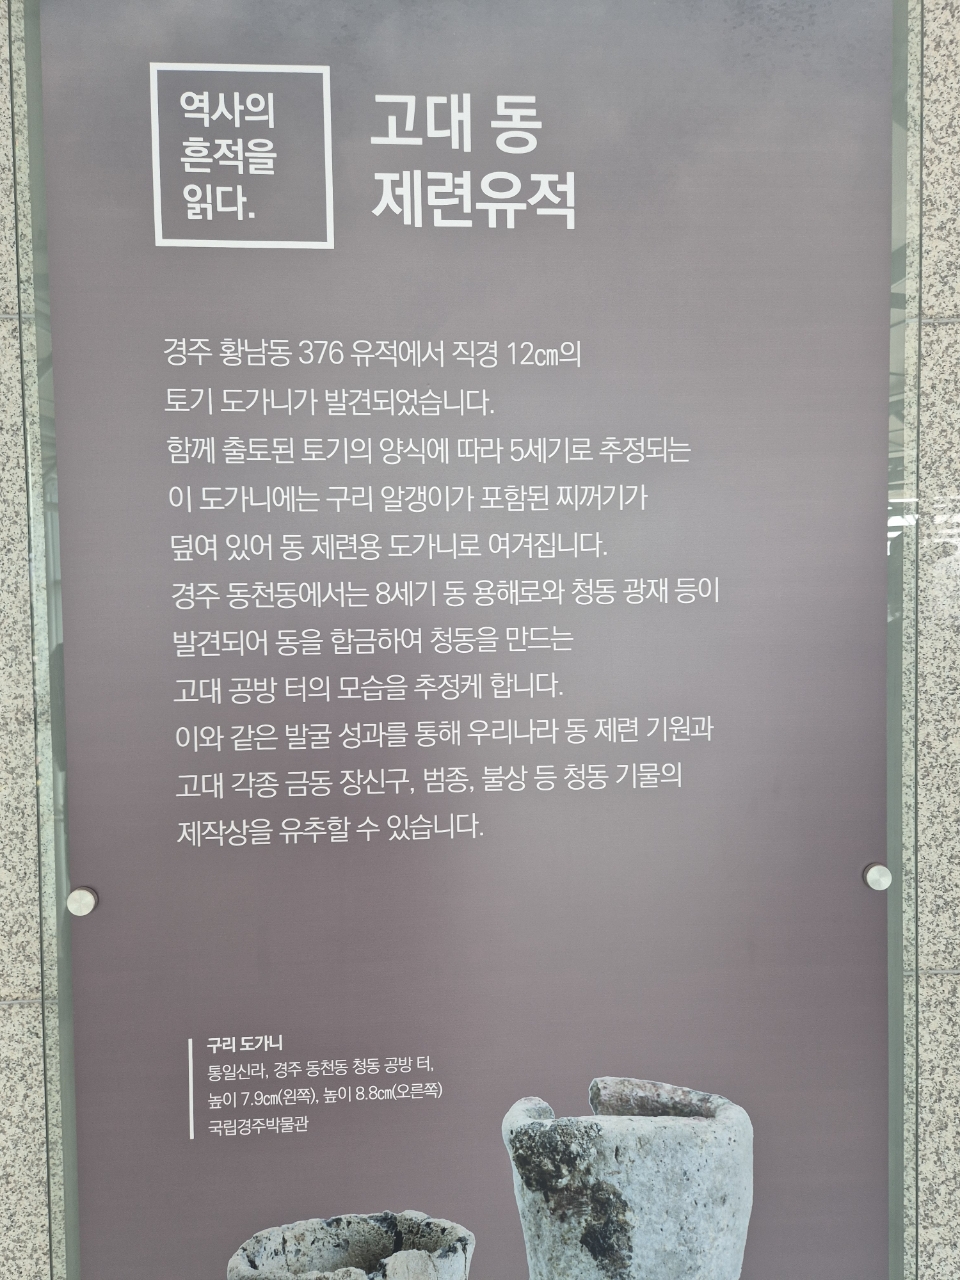 역사의
흔적을
읽다.
고대 동
제련유적
경주 황남동 376 유적에서 직경 12㎝의
토기 도가니가 발견되었습니다.
함께 출토된 토기의 양식에 따라 5세기로 추정되는
이 도가니에는 구리 알갱이가 포함된 찌꺼기가
덮여 있어 동 제련용 도가니로 여겨집니다.
경주 동천동에서는 8세기 동 용해로와 청동 광재 등이
발견되어 동을 합금하여 청동을 만드는
고대 공방 터의 모습을 추정케 합니다.
이와 같은 발굴 성과를 통해 우리나라 동 제련 기원과
고대 각종 금동 장신구, 범종, 불상 등 청동 기물의
제작상을 유추할 수 있습니다.
구리 도가니
통일신라, 경주 동천동 청동 공방 터,
높이 7.9㎝(왼쪽), 높이 8.8㎝(오른쪽)
국립경주박물관